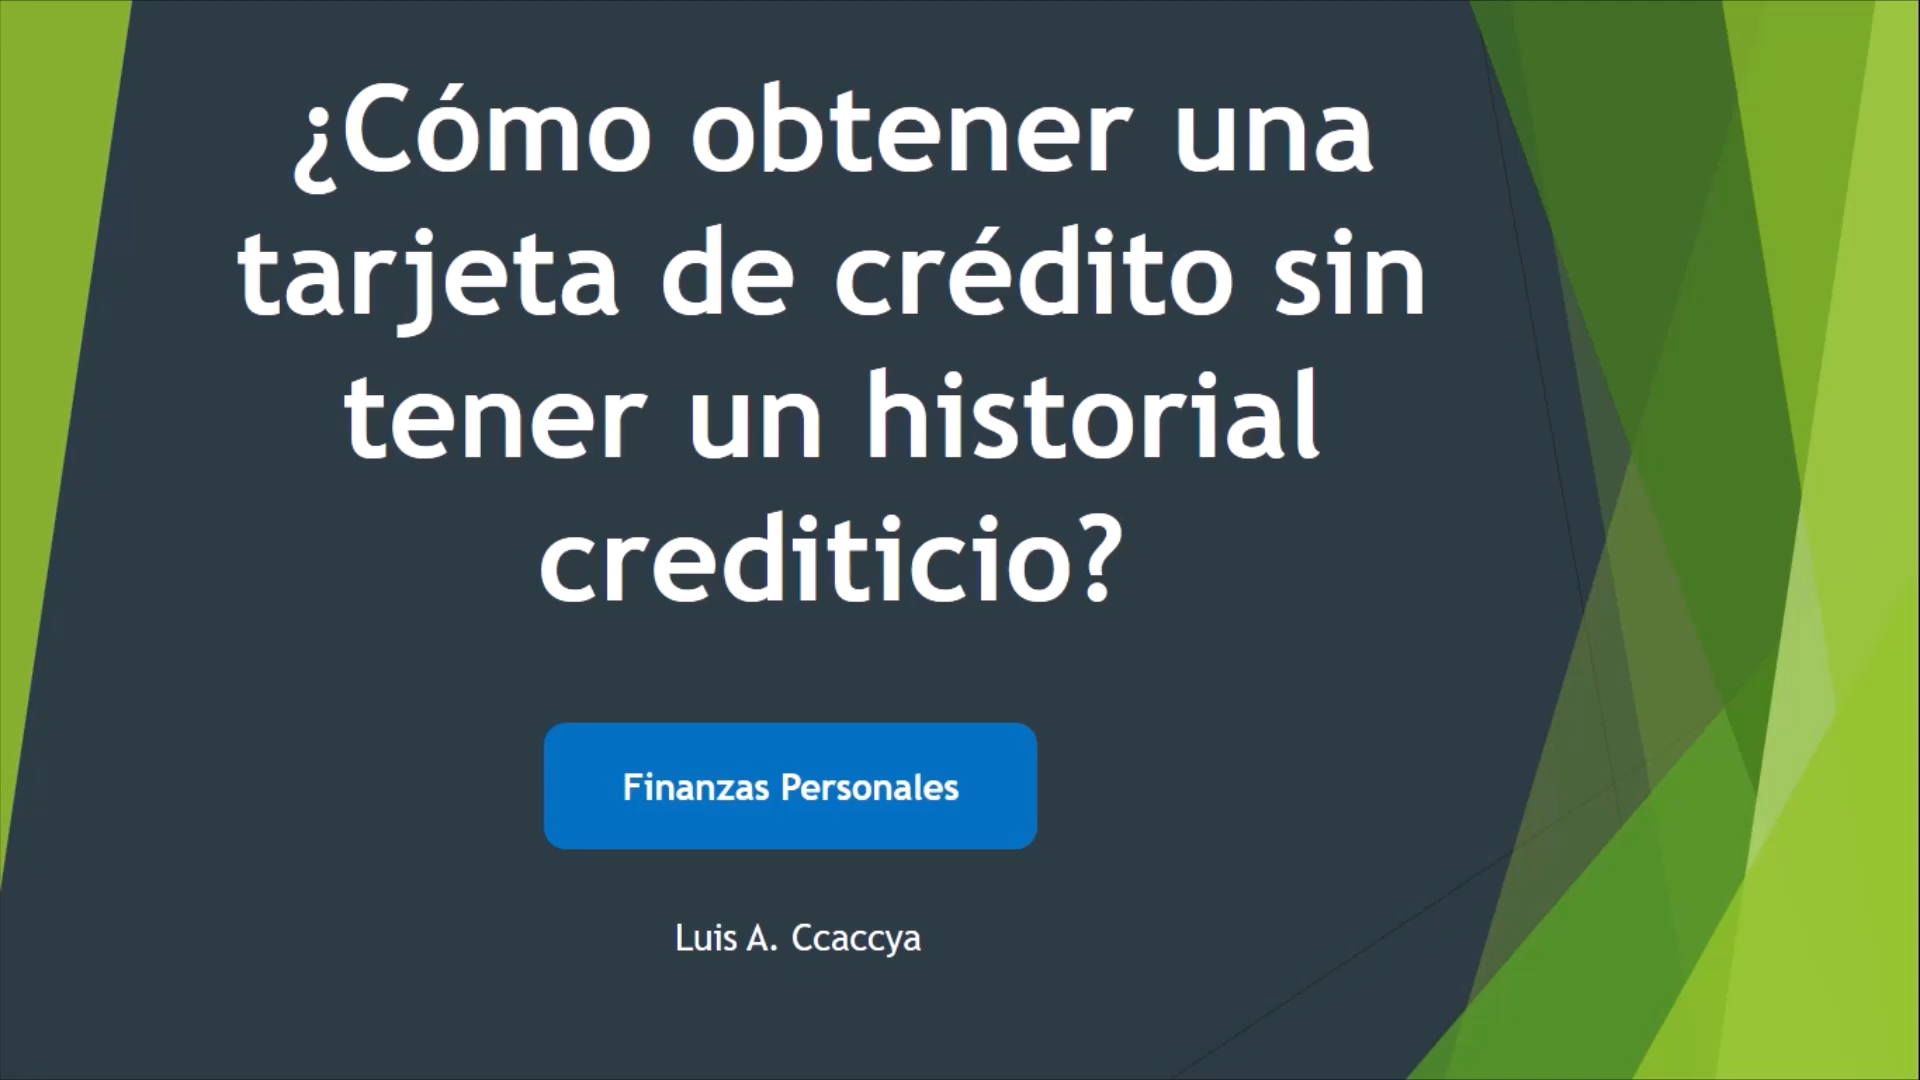 ¿Cómo obtener una
tarjeta de crédito sin
tener un historial
crediticio?
Finanzas Personales
Luis A. Ccaccya